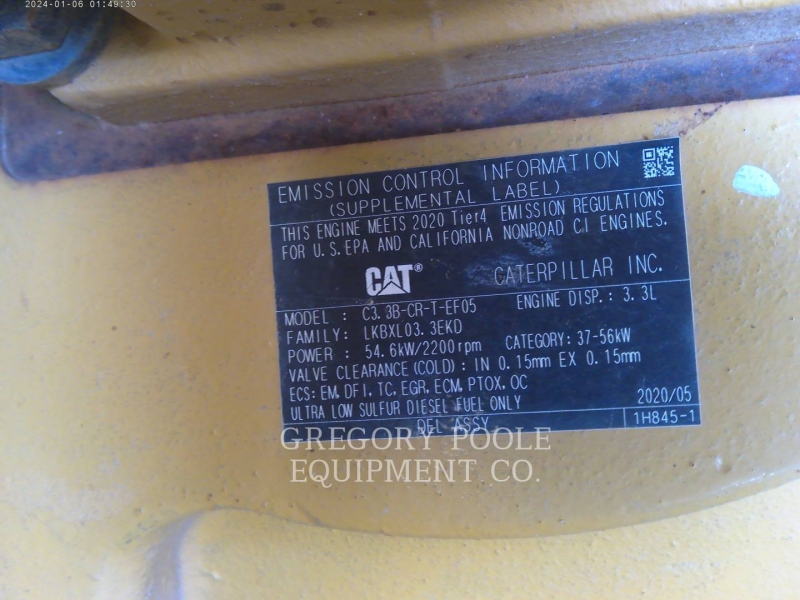 2024-01-06 01:49:30
EMISSION CONTROL INFORMATION
(SUPPLEMENTAL LABEL)
THIS ENGINE MEETS 2020 Tier4 EMISSION REGULATIONS
FOR U.S.EPA AND CALIFORNIA NONROAD C.I ENGINES.
CAT® CATERPILLAR INC.
MODEL : C3.3B-CR-T-EF05 ENGINE DISP.: 3.3L
FAMILY: LKBXL03.3EKD
POWER : 54.6kW/2200rpm CATEGORY: 37-56kW
VALVE CLEARANCE (COLD) : IN 0.15mm EX 0.15mm
ECS: EM, DFI, TC, EGR, ECM, PTOX, OC
ULTRA LOW SULFUR DIESEL FUEL ONLY 2020/05
DEL ASSY 1H845-1
GREGORY POOLE
EQUIPMENT CO.